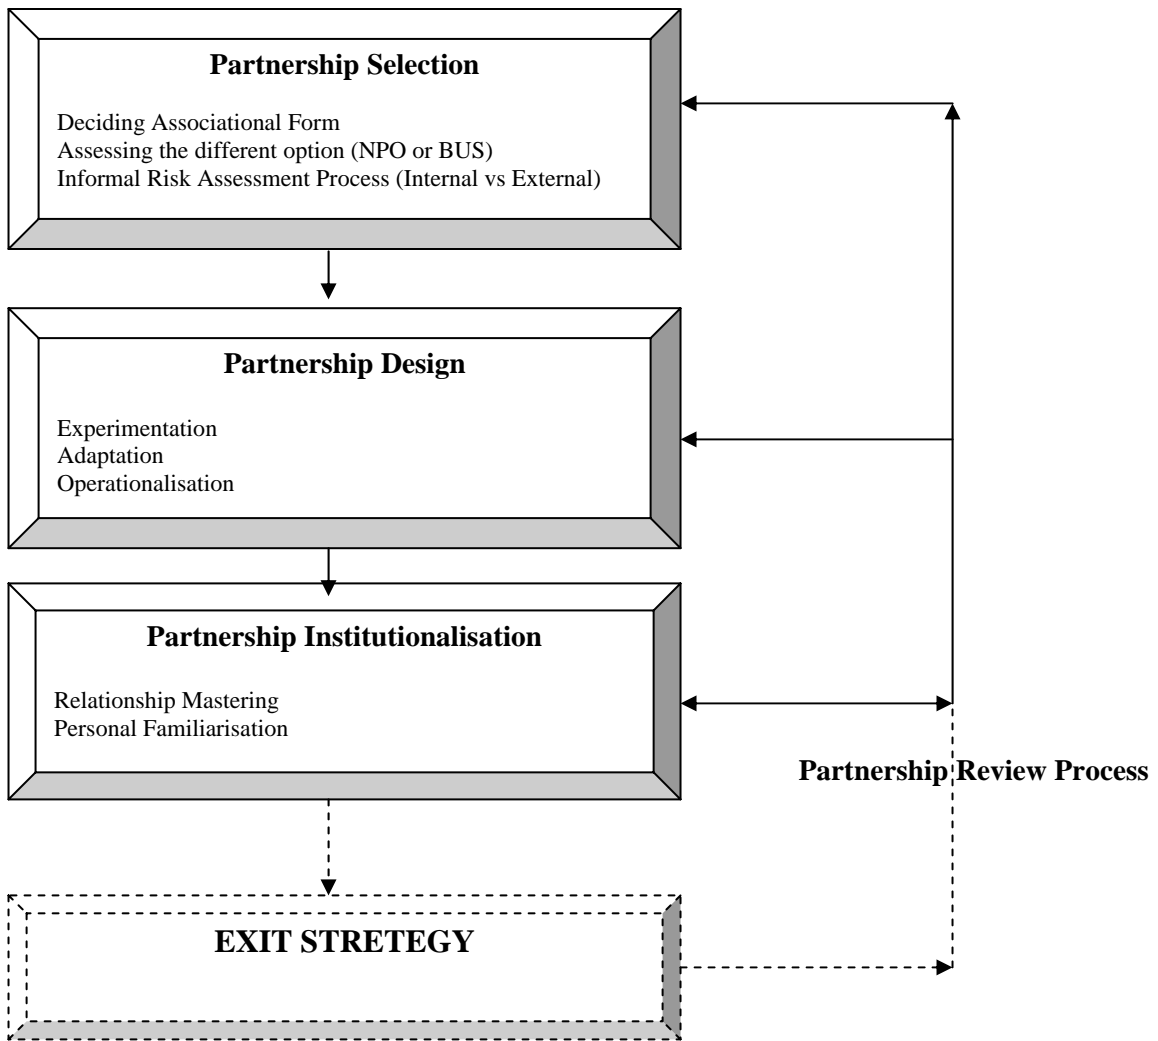 Partnership Selection
Deciding Associational Form
Assessing the different option (NPO or BUS)
Informal Risk Assessment Process (Internal vs External)
Partnership Design
Experimentation
Adaptation
Operationalisation
Partnership Institutionalisation
Relationship Mastering
Personal Familiarisation
Partnership Review Process
EXIT STRETEGY